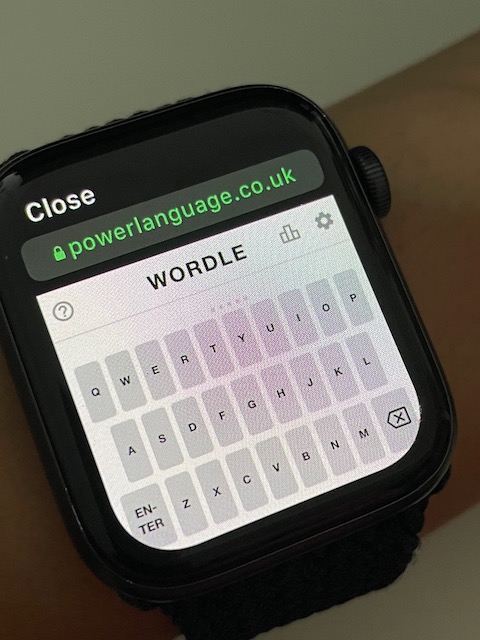 Close
powerlanguage.co.uk
?
WORDLE
Q W E R T Y U I O P
A S D F G H J K L
EN-
TER Z X C V B N M